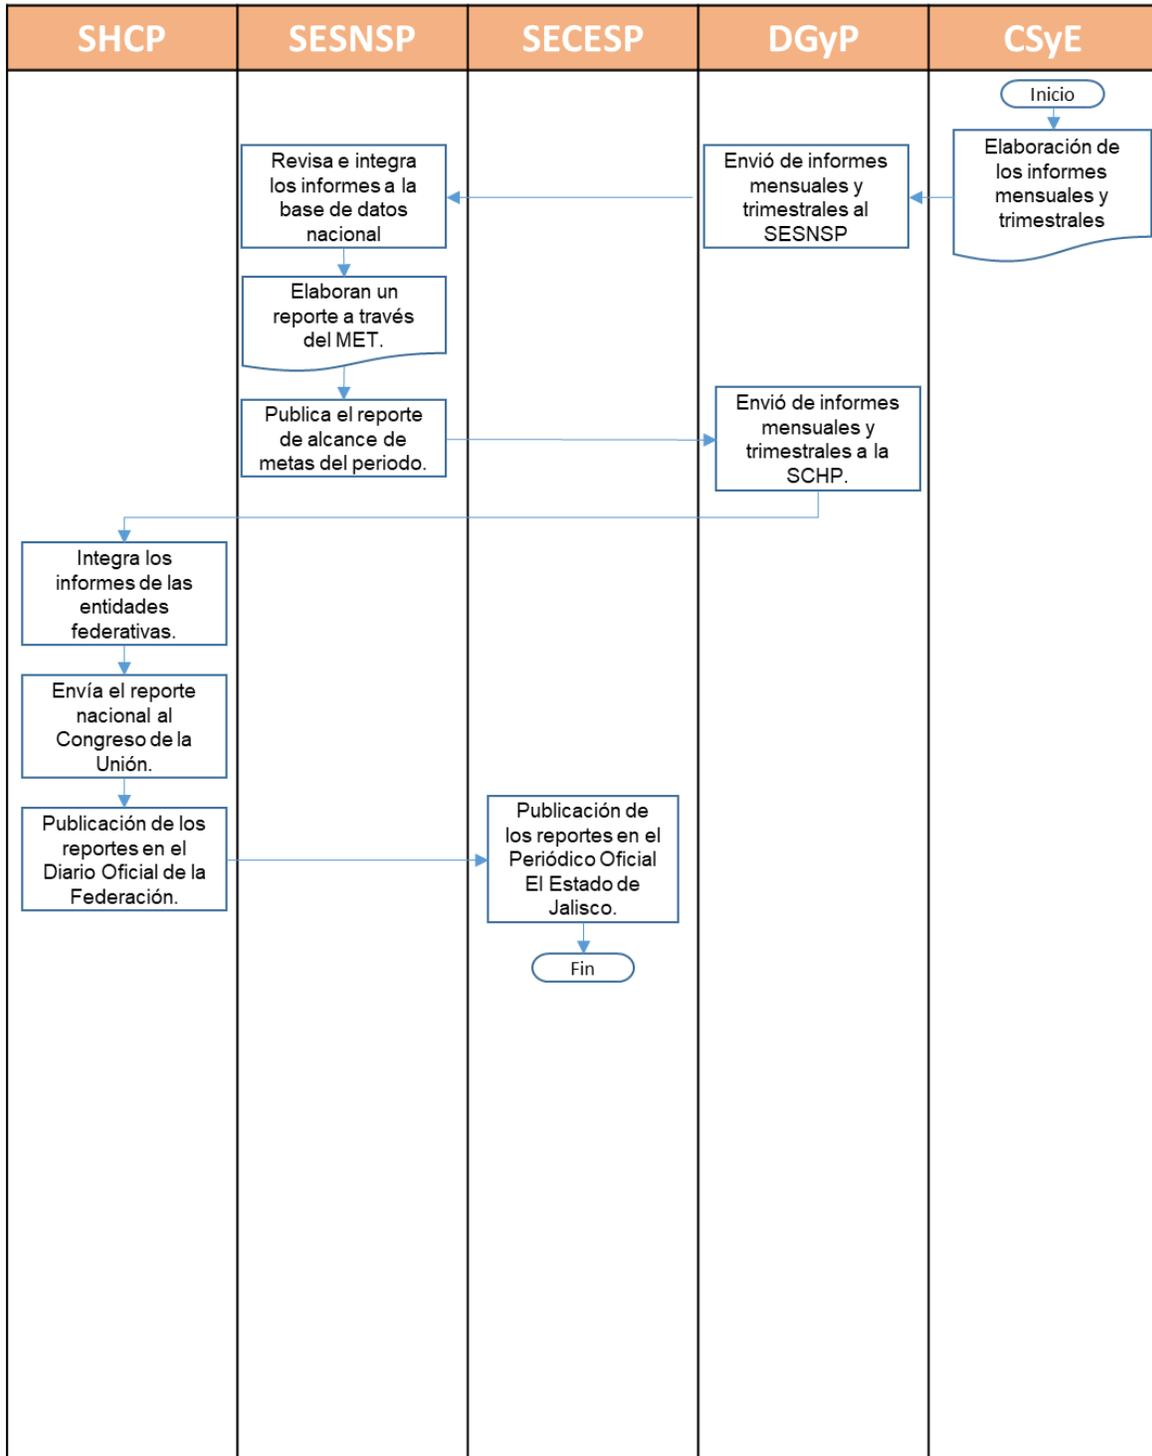 SHCP SESNSP SECESP DGyP CSyE
Inicio
Elaboración de
los informes
mensuales y
trimestrales
Envió de informes
mensuales y
trimestrales al
SESNSP
Revisa e integra
los informes a la
base de datos
nacional
Elaboran un
reporte a través
del MET.
Publica el reporte
de alcance de
metas del periodo.
Envió de informes
mensuales y
trimestrales a la
SCHP.
Integra los
informes de las
entidades
federativas.
Envía el reporte
nacional al
Congreso de la
Unión.
Publicación de los
reportes en el
Diario Oficial de la
Federación.
Publicación de
los reportes en el
Periódico Oficial
El Estado de
Jalisco.
Fin